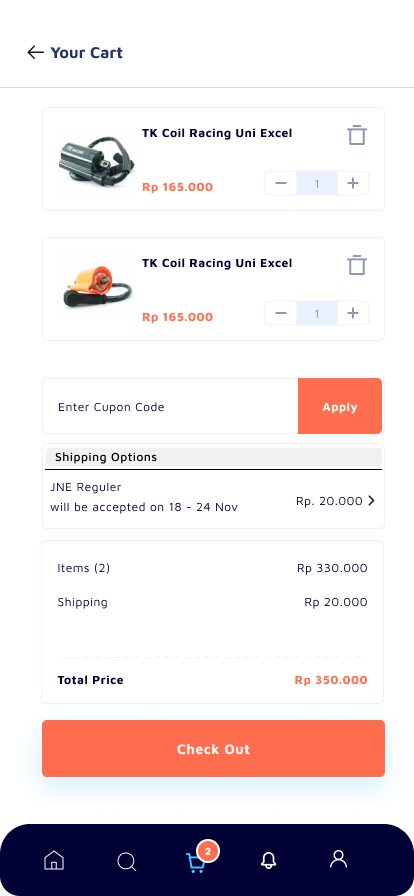 Your Cart
TK Coil Racing Uni Excel
Rp 165.000
1
TK Coil Racing Uni Excel
Rp 165.000
1
Enter Cupon Code
Apply
Shipping Options
JNE Reguler
will be accepted on 18 - 24 Nov
Rp. 20.000
Items (2)
Rp 330.000
Shipping
Rp 20.000
Total Price
Rp 350.000
Check Out
2